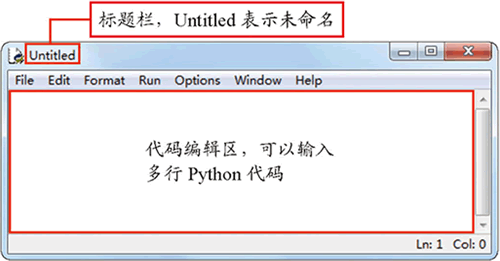 标题栏，Untitled 表示未命名
Untitled
File Edit Format Run Options Window Help
代码编辑区，可以输入
多行 Python 代码
Ln: 1 Col: 0